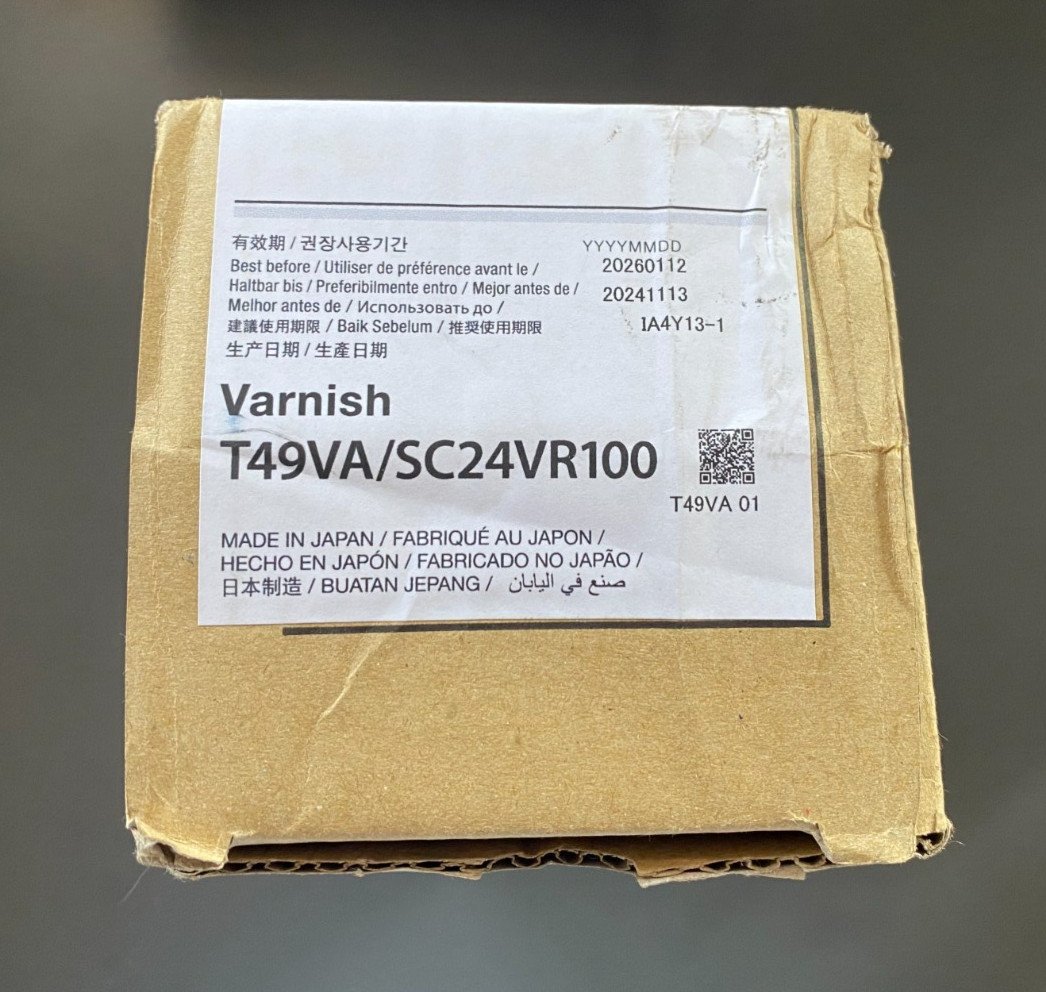 有效期 / 권장사용기간 YYYYMMDD
Best before / Utiliser de préférence avant le / 20260112
Haltbar bis / Preferibilmente entro / Mejor antes de / 20241113
Melhor antes de / Использовать до /
建議使用期限 / Baik Sebelum / 推奨使用期限 IA4Y13-1
生产日期 / 生產日期
Varnish
T49VA/SC24VR100
T49VA 01
MADE IN JAPAN / FABRIQUÉ AU JAPON /
HECHO EN JAPÓN / FABRICADO NO JAPÃO /
日本制造 / BUATAN JEPANG / صنع في اليابان